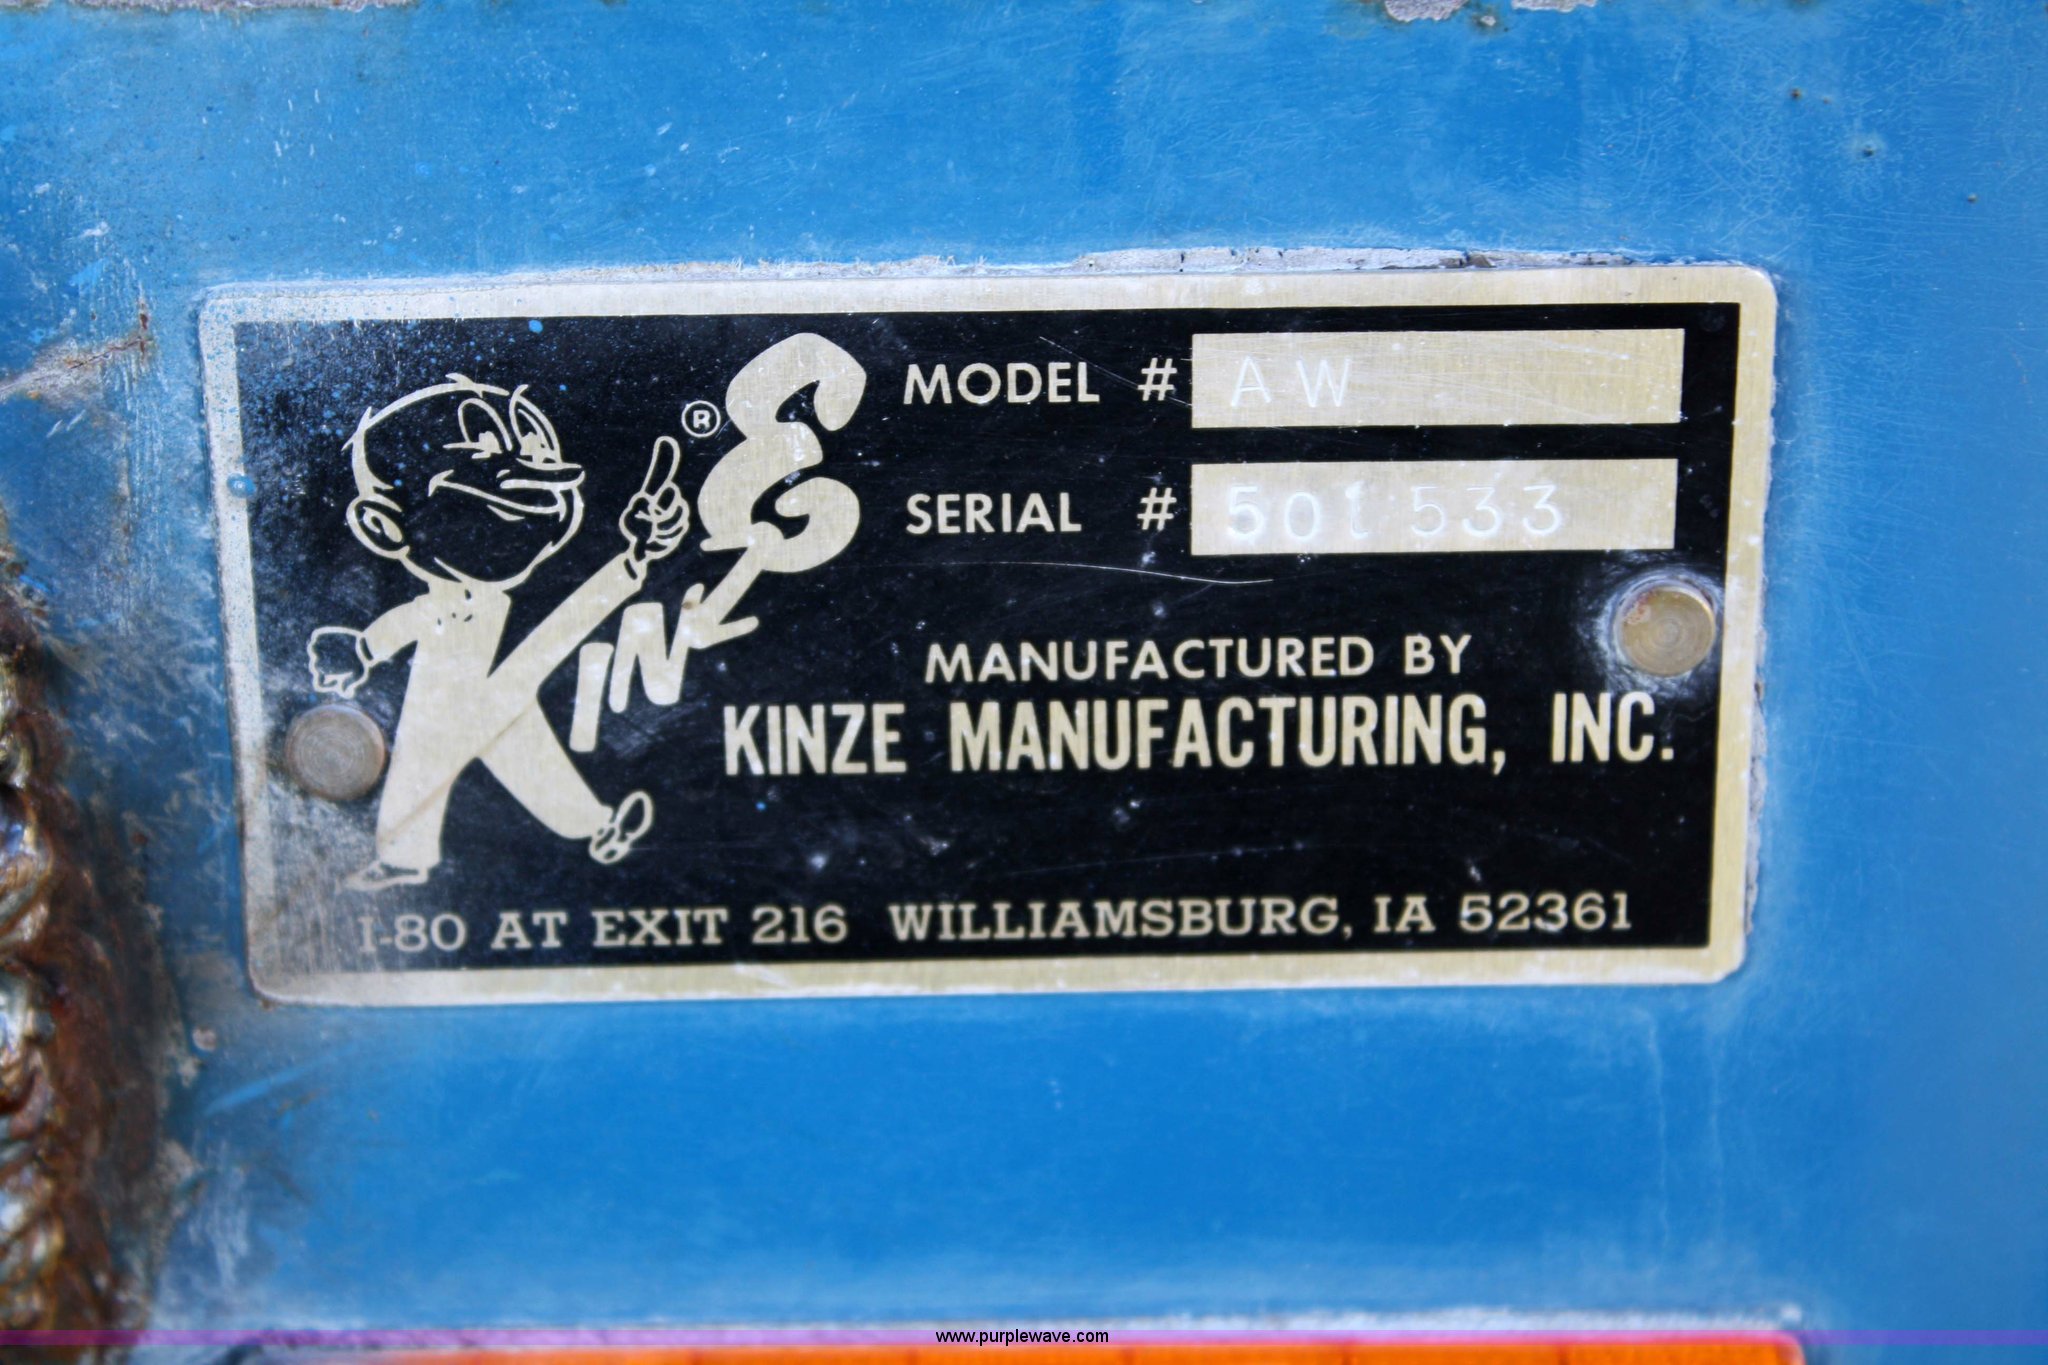 KINZE ®
MODEL # AW
SERIAL # 501533
MANUFACTURED BY
KINZE MANUFACTURING, INC.
I-80 AT EXIT 216 WILLIAMSBURG, IA 52361
www.purplewave.com